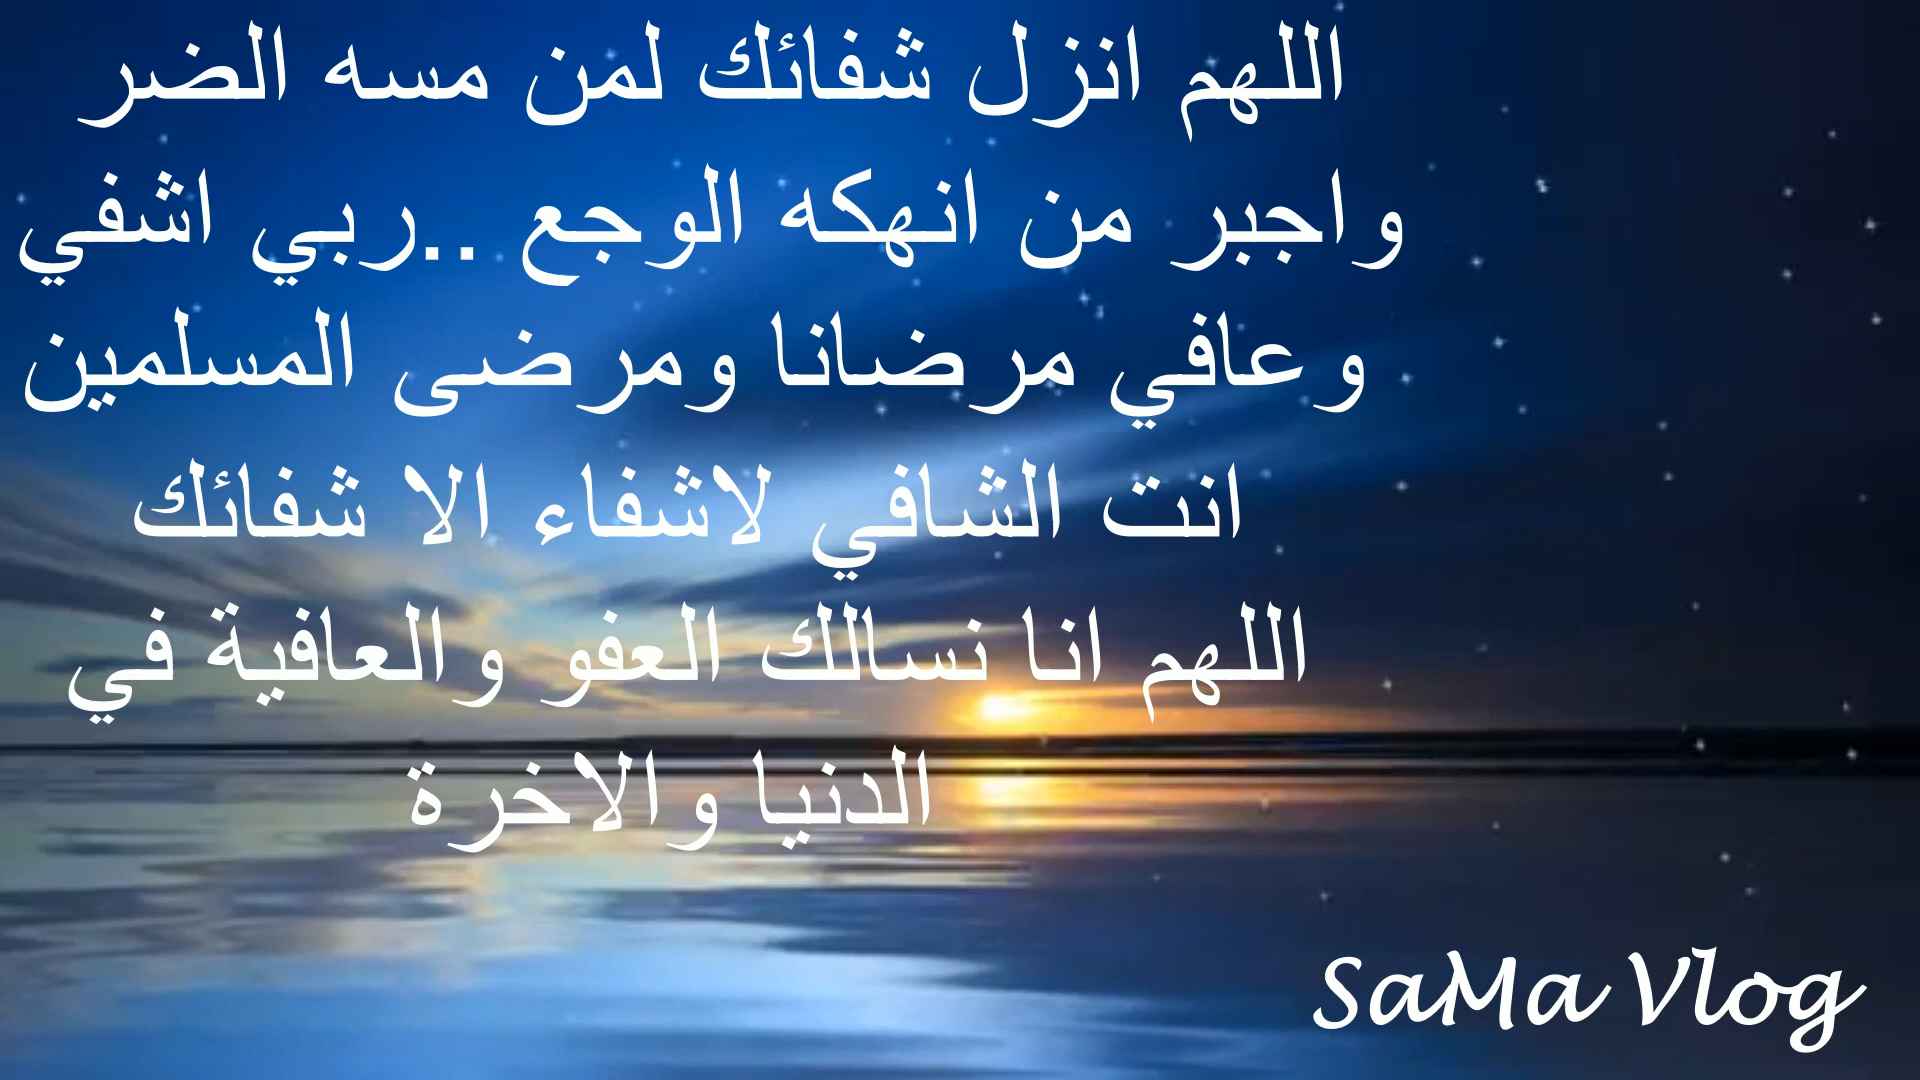 اللهم انزل شفائك لمن مسه الضر
واجبر من انهكه الوجع ..ربي اشفي
وعافي مرضانا ومرضى المسلمين
انت الشافي لاشفاء الا شفائك
اللهم انا نسالك العفو والعافية في
الدنيا والاخرة
SaMa Vlog